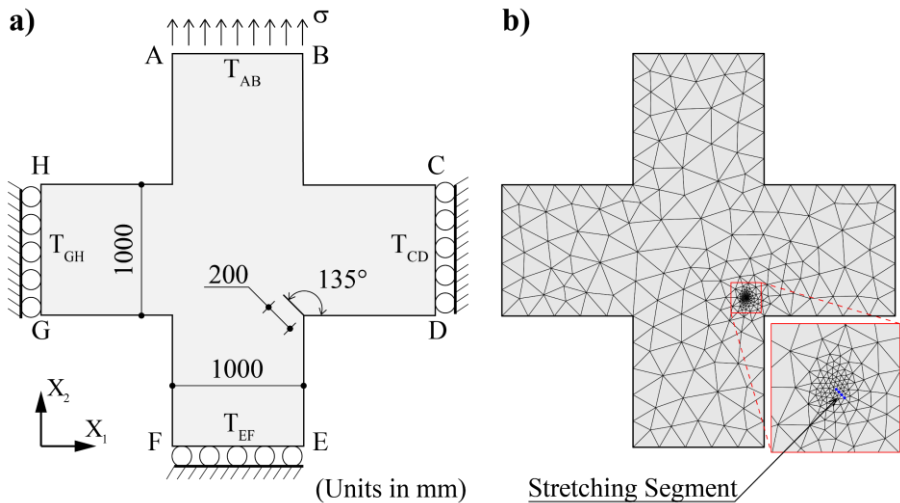 a)
σ
b)
A
B
T_AB
H
C
T_GH
1000
T_CD
200
135°
G
D
1000
X_2
X_1
F
T_EF
E
(Units in mm)
Stretching Segment